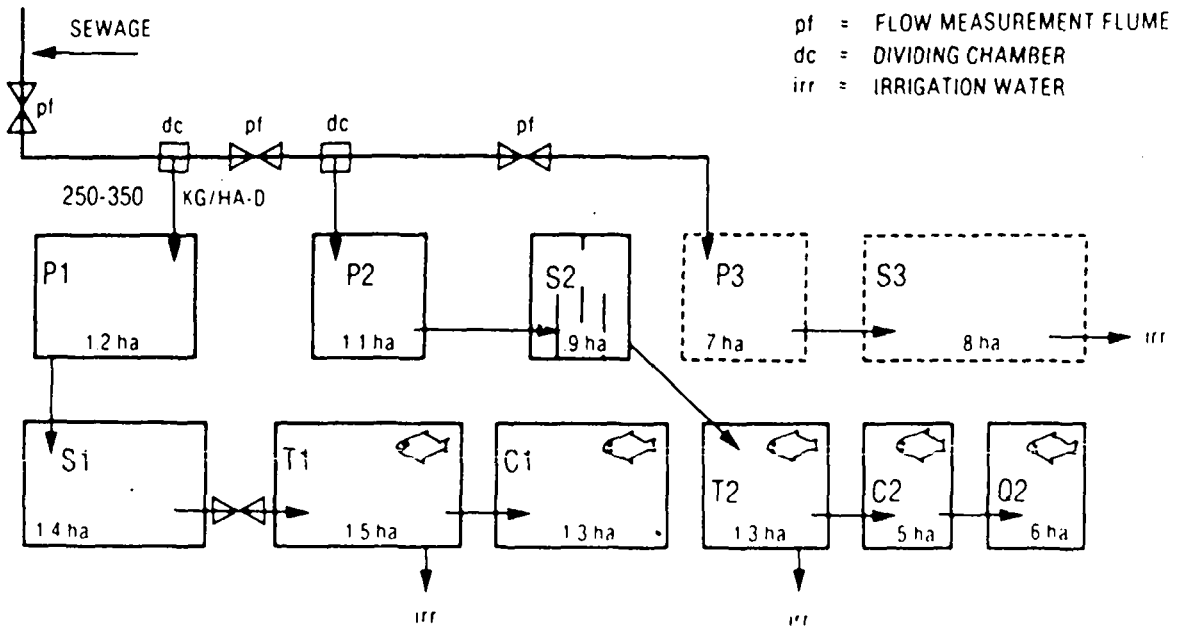 SEWAGE
pf = FLOW MEASUREMENT FLUME
dc = DIVIDING CHAMBER
irr = IRRIGATION WATER
pf
dc pf dc pf
250-350 KG/HA-D
P1 P2 S2 P3 S3
1.2 ha 1.1 ha .9 ha 7 ha 8 ha
irr
S1 T1 C1 T2 C2 Q2
1.4 ha 1.5 ha 1.3 ha 1.3 ha 5 ha 6 ha
irr irr